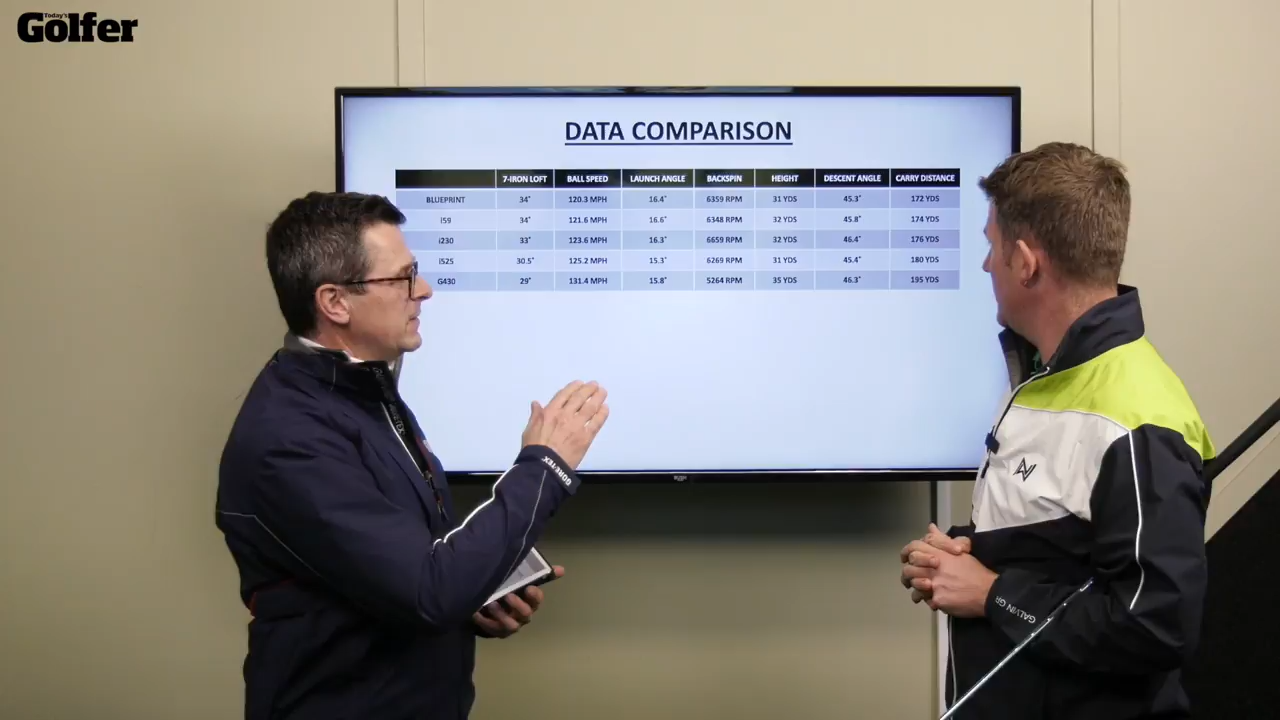 Today's
Golfer
DATA COMPARISON
7-IRON LOFT BALL SPEED LAUNCH ANGLE BACKSPIN HEIGHT DESCENT ANGLE CARRY DISTANCE
BLUEPRINT 34° 120.3 MPH 16.4° 6359 RPM 31 YDS 45.3° 172 YDS
I59 34° 121.6 MPH 16.6° 6348 RPM 32 YDS 45.8° 174 YDS
i230 33° 123.6 MPH 16.3° 6659 RPM 32 YDS 46.4° 176 YDS
I525 30.5° 125.2 MPH 15.3° 6269 RPM 31 YDS 45.4° 180 YDS
G430 29° 131.4 MPH 15.8° 5264 RPM 35 YDS 46.3° 195 YDS
GORETEX
GALVIN GR